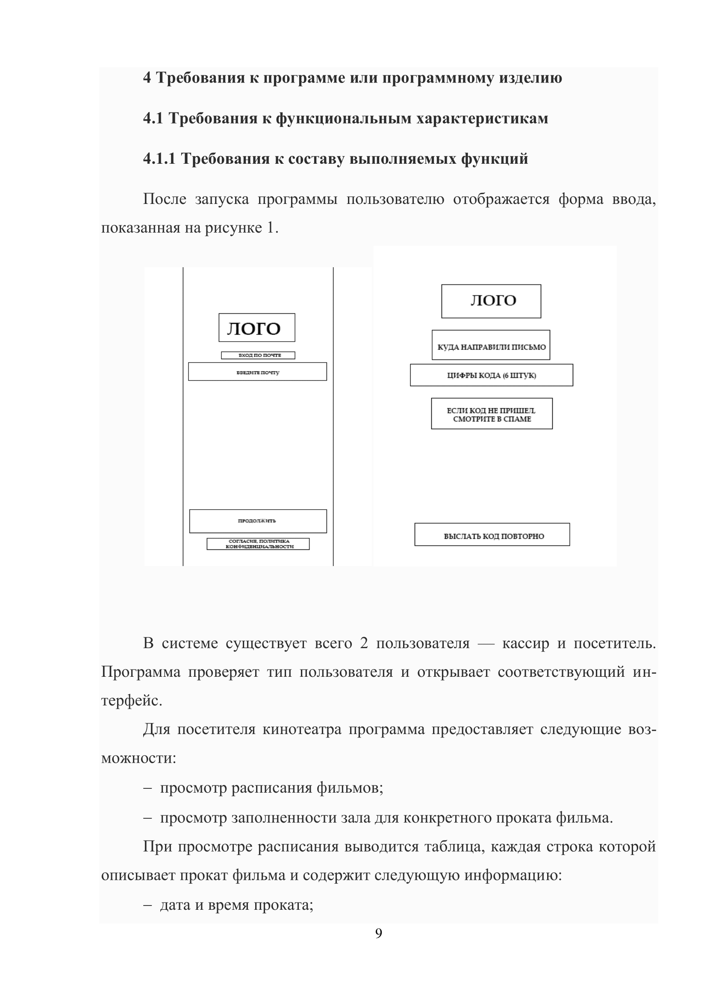 4 Требования к программе или программному изделию
4.1 Требования к функциональным характеристикам
4.1.1 Требования к составу выполняемых функций
После запуска программы пользователю отображается форма ввода,
показанная на рисунке 1.
ЛОГО
ВХОД ПО ПОЧТЕ
ВВЕДИТЕ ПОЧТУ
ПРОДОЛЖИТЬ
СОГЛАСИЕ, ПОЛИТИКА
КОНФИДЕНЦИАЛЬНОСТИ
ЛОГО
КУДА НАПРАВИЛИ ПИСЬМО
ЦИФРЫ КОДА (6 ШТУК)
ЕСЛИ КОД НЕ ПРИШЕЛ,
СМОТРИТЕ В СПАМЕ
ВЫСЛАТЬ КОД ПОВТОРНО
В системе существует всего 2 пользователя — кассир и посетитель.
Программа проверяет тип пользователя и открывает соответствующий ин-
терфейс.
Для посетителя кинотеатра программа предоставляет следующие воз-
можности:
– просмотр расписания фильмов;
– просмотр заполненности зала для конкретного проката фильма.
При просмотре расписания выводится таблица, каждая строка которой
описывает прокат фильма и содержит следующую информацию:
– дата и время проката;
9